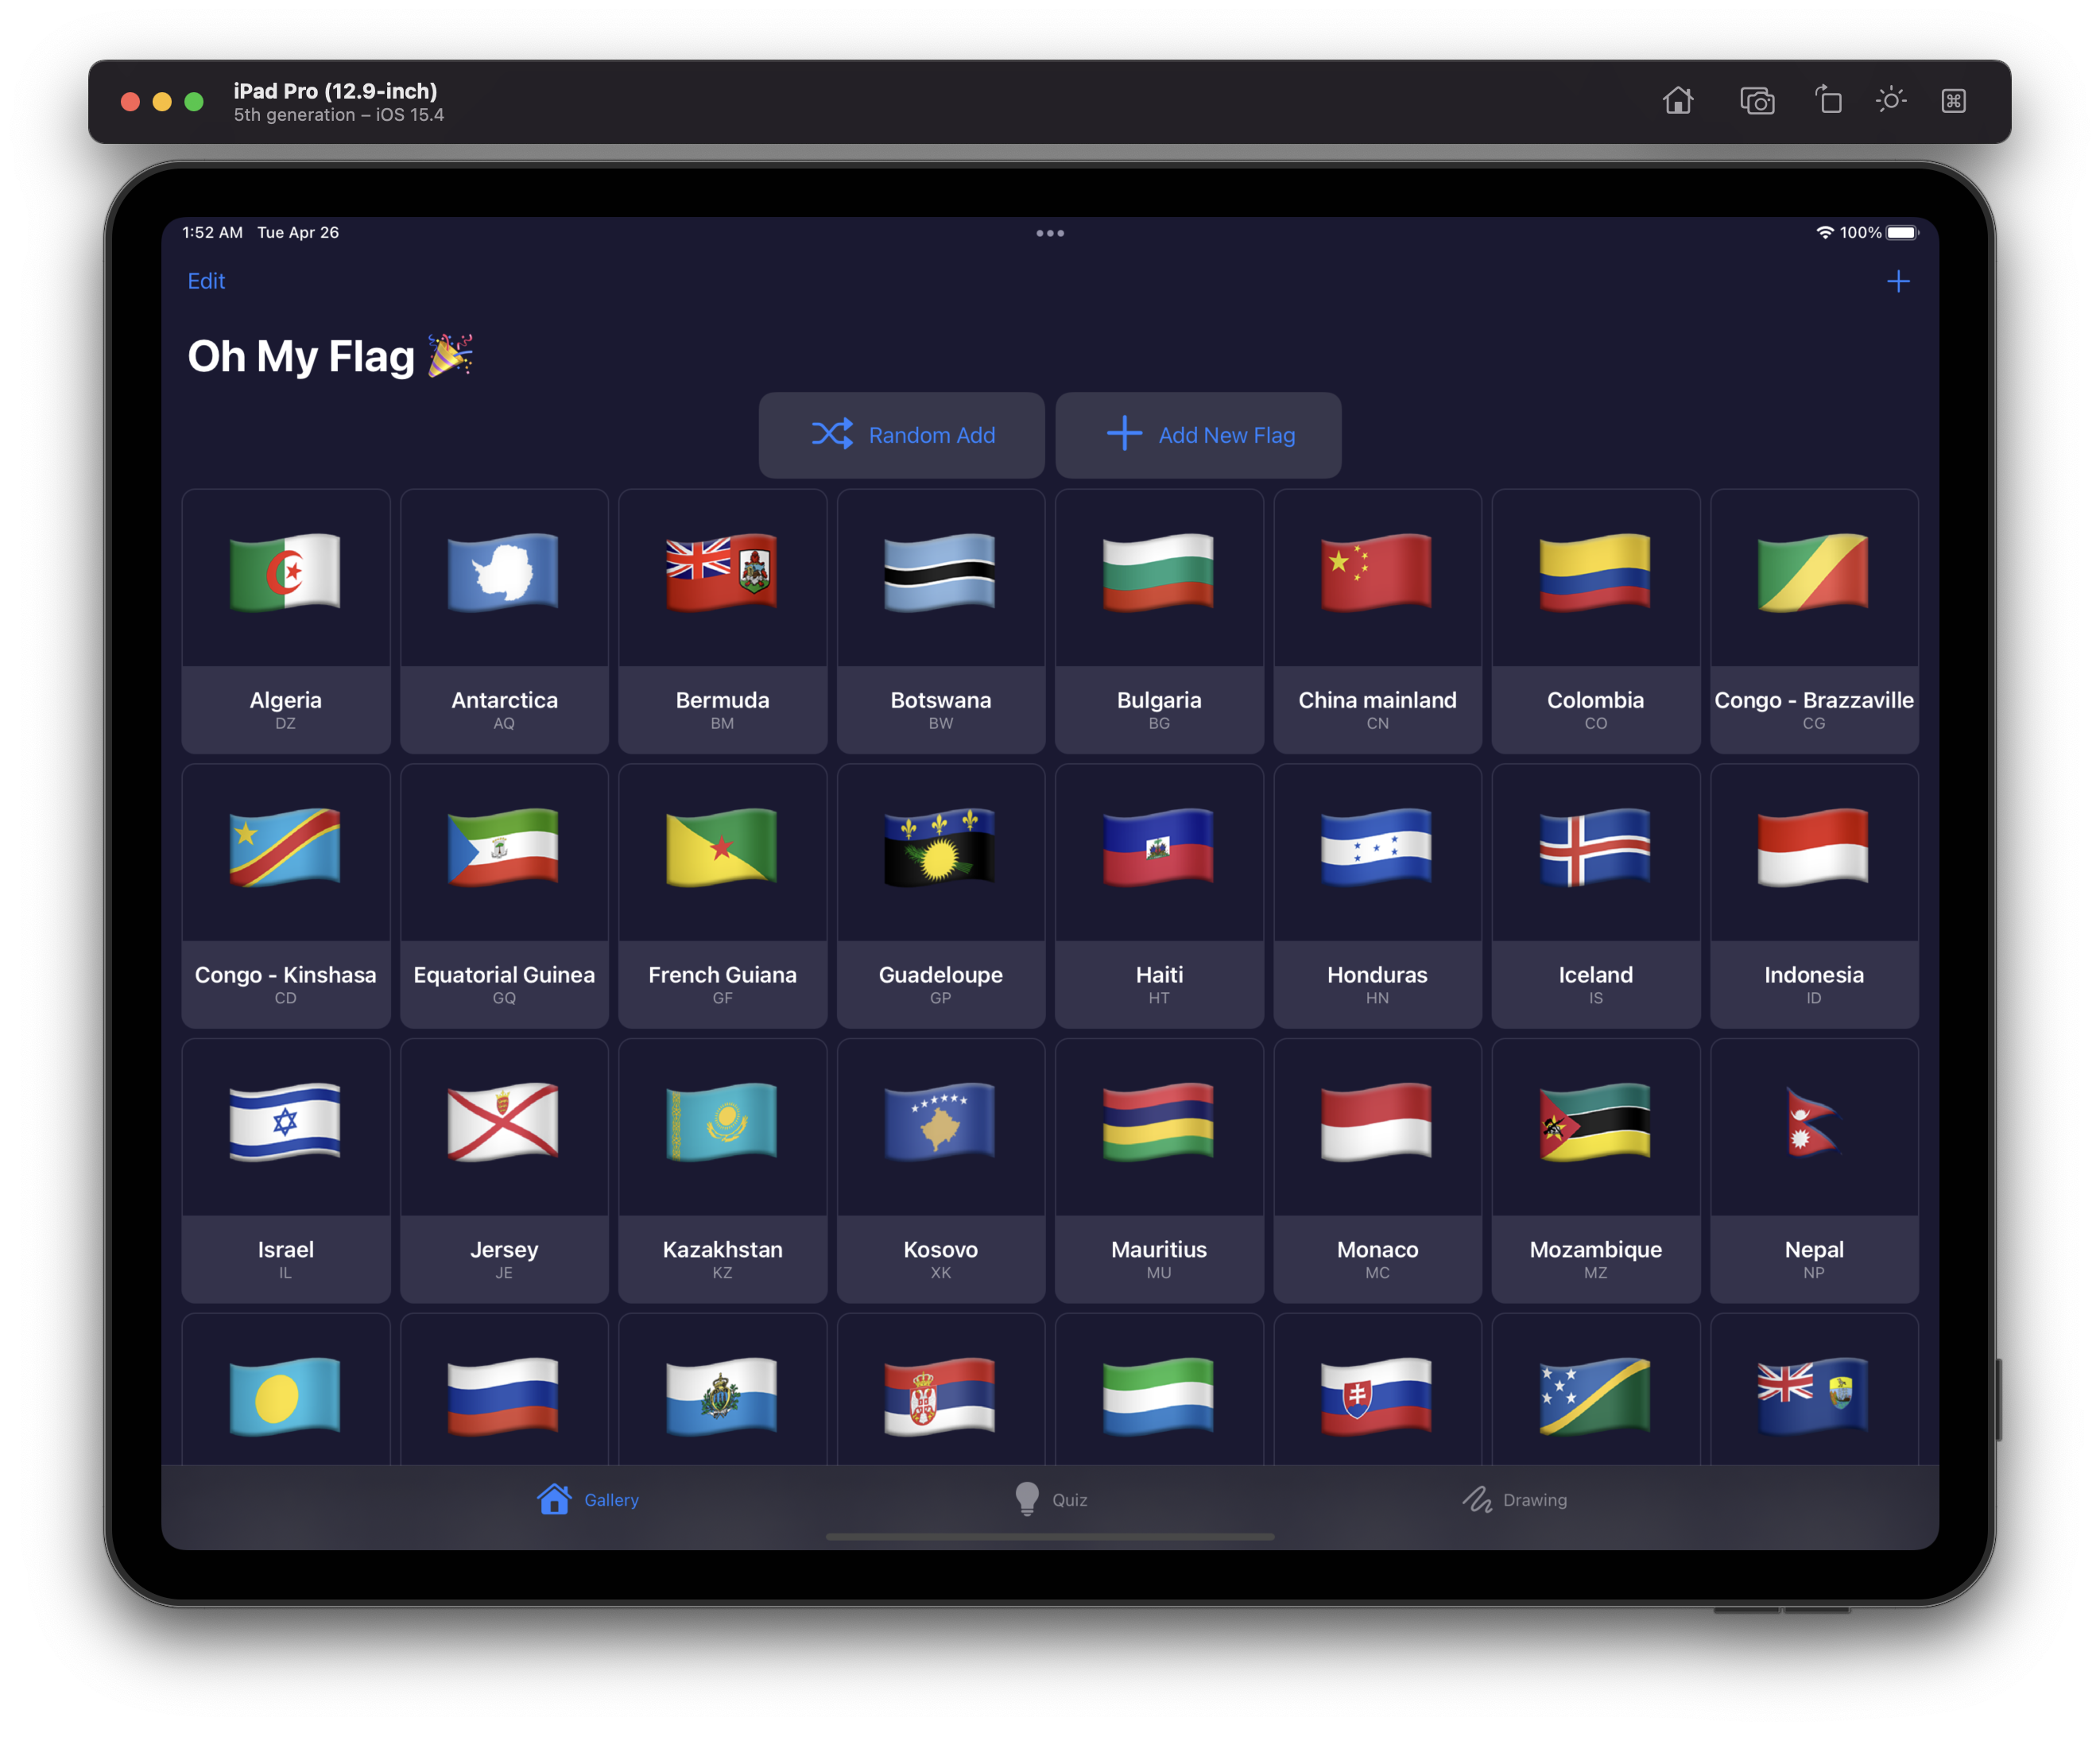 iPad Pro (12.9-inch)
5th generation – iOS 15.4
1:52 AM Tue Apr 26
100%
Edit
Oh My Flag 🎉
Random Add
Add New Flag
Algeria
DZ
Antarctica
AQ
Bermuda
BM
Botswana
BW
Bulgaria
BG
China mainland
CN
Colombia
CO
Congo - Brazzaville
CG
Congo - Kinshasa
CD
Equatorial Guinea
GQ
French Guiana
GF
Guadeloupe
GP
Haiti
HT
Honduras
HN
Iceland
IS
Indonesia
ID
Israel
IL
Jersey
JE
Kazakhstan
KZ
Kosovo
XK
Mauritius
MU
Monaco
MC
Mozambique
MZ
Nepal
NP
Gallery
Quiz
Drawing